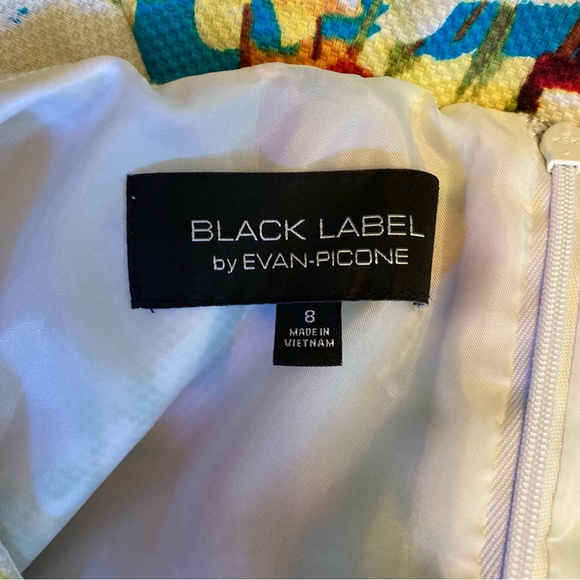 BLACK LABEL
by EVAN-PICONE
8
MADE IN
VIETNAM